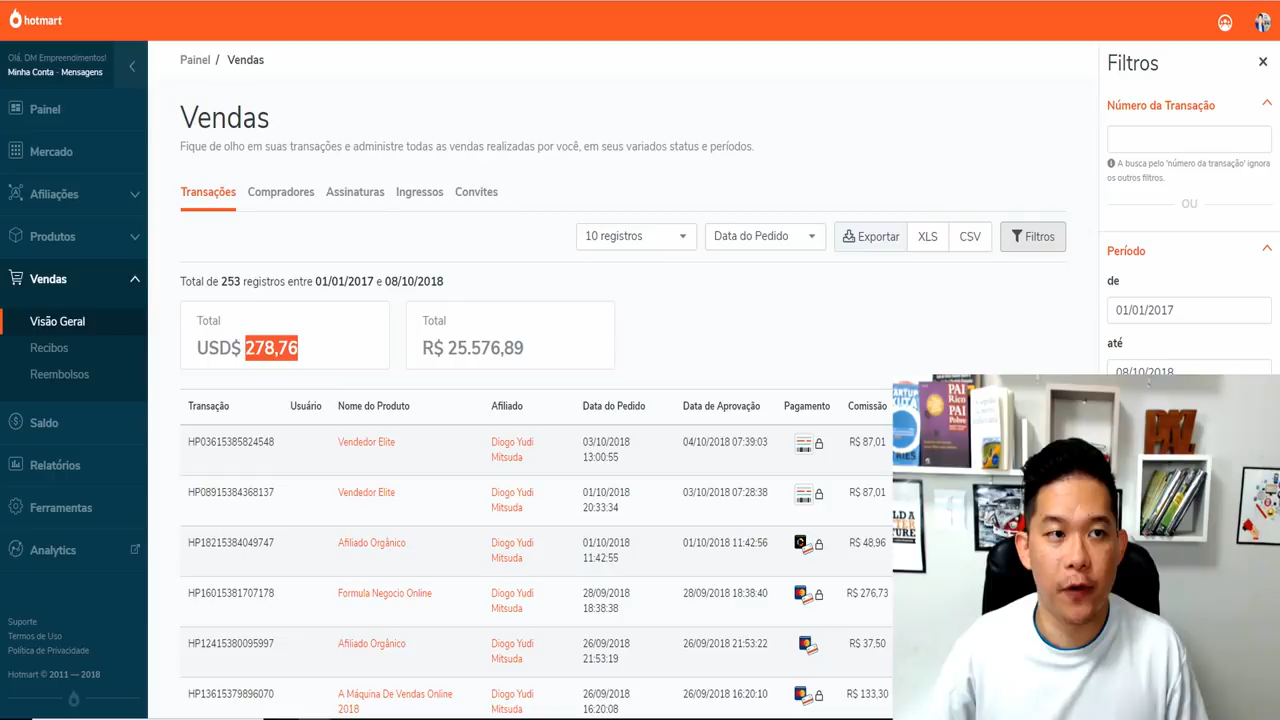 hotmart
Olá, DM Empreendimentos!
Minha Conta - Mensagens
Painel
Mercado
Afiliações
Produtos
Vendas
Visão Geral
Recibos
Reembolsos
Saldo
Relatórios
Ferramentas
Analytics
Suporte
Termos de Uso
Política de Privacidade
Hotmart © 2011 — 2018
Painel / Vendas
Vendas
Fique de olho em suas transações e administre todas as vendas realizadas por você, em seus variados status e períodos.
Transações Compradores Assinaturas Ingressos Convites
10 registros Data do Pedido Exportar XLS CSV Filtros
Total de 253 registros entre 01/01/2017 e 08/10/2018
Total
USD$ 278,76
Total
R$ 25.576,89
Transação Usuário Nome do Produto Afiliado Data do Pedido Data de Aprovação Pagamento Comissão
HP03615385824548 Vendedor Elite Diogo Yudi 03/10/2018 04/10/2018 07:39:03 R$ 87,01
Mitsuda 13:00:55
HP08915384368137 Vendedor Elite Diogo Yudi 01/10/2018 03/10/2018 07:28:38 R$ 87,01
Mitsuda 20:33:34
HP18215384049747 Afiliado Orgânico Diogo Yudi 01/10/2018 01/10/2018 11:42:56 R$ 48,96
Mitsuda 11:42:55
HP16015381707178 Formula Negocio Online Diogo Yudi 28/09/2018 28/09/2018 18:38:40 R$ 276,73
Mitsuda 18:38:38
HP12415380095997 Afiliado Orgânico Diogo Yudi 26/09/2018 26/09/2018 21:53:22 R$ 37,50
Mitsuda 21:53:19
HP13615379896070 A Máquina De Vendas Online Diogo Yudi 26/09/2018 26/09/2018 16:20:10 R$ 133,30
2018 Mitsuda 16:20:08
Filtros
Número da Transação
A busca pelo 'número da transação' ignora
os outros filtros.
OU
Período
de
01/01/2017
até
08/10/2018
PAI
Rico
PAI
Pobre
PAZ